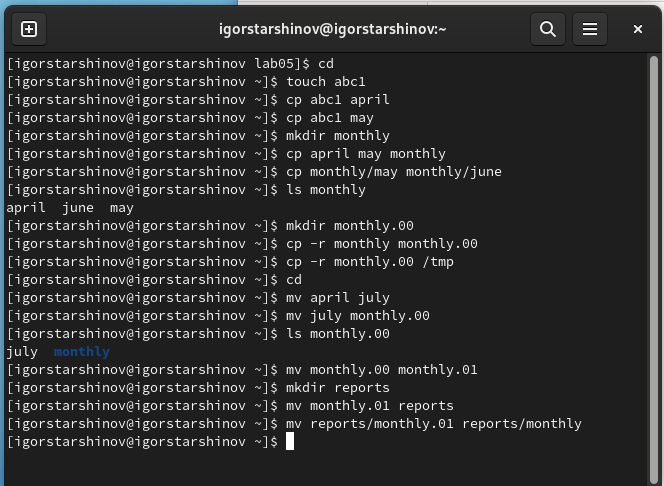 igorstarshinov@igorstarshinov:~
[igorstarshinov@igorstarshinov lab05]$ cd
[igorstarshinov@igorstarshinov ~]$ touch abc1
[igorstarshinov@igorstarshinov ~]$ cp abc1 april
[igorstarshinov@igorstarshinov ~]$ cp abc1 may
[igorstarshinov@igorstarshinov ~]$ mkdir monthly
[igorstarshinov@igorstarshinov ~]$ cp april may monthly
[igorstarshinov@igorstarshinov ~]$ cp monthly/may monthly/june
[igorstarshinov@igorstarshinov ~]$ ls monthly
april  june  may
[igorstarshinov@igorstarshinov ~]$ mkdir monthly.00
[igorstarshinov@igorstarshinov ~]$ cp -r monthly monthly.00
[igorstarshinov@igorstarshinov ~]$ cp -r monthly.00 /tmp
[igorstarshinov@igorstarshinov ~]$ cd
[igorstarshinov@igorstarshinov ~]$ mv april july
[igorstarshinov@igorstarshinov ~]$ mv july monthly.00
[igorstarshinov@igorstarshinov ~]$ ls monthly.00
july  monthly
[igorstarshinov@igorstarshinov ~]$ mv monthly.00 monthly.01
[igorstarshinov@igorstarshinov ~]$ mkdir reports
[igorstarshinov@igorstarshinov ~]$ mv monthly.01 reports
[igorstarshinov@igorstarshinov ~]$ mv reports/monthly.01 reports/monthly
[igorstarshinov@igorstarshinov ~]$